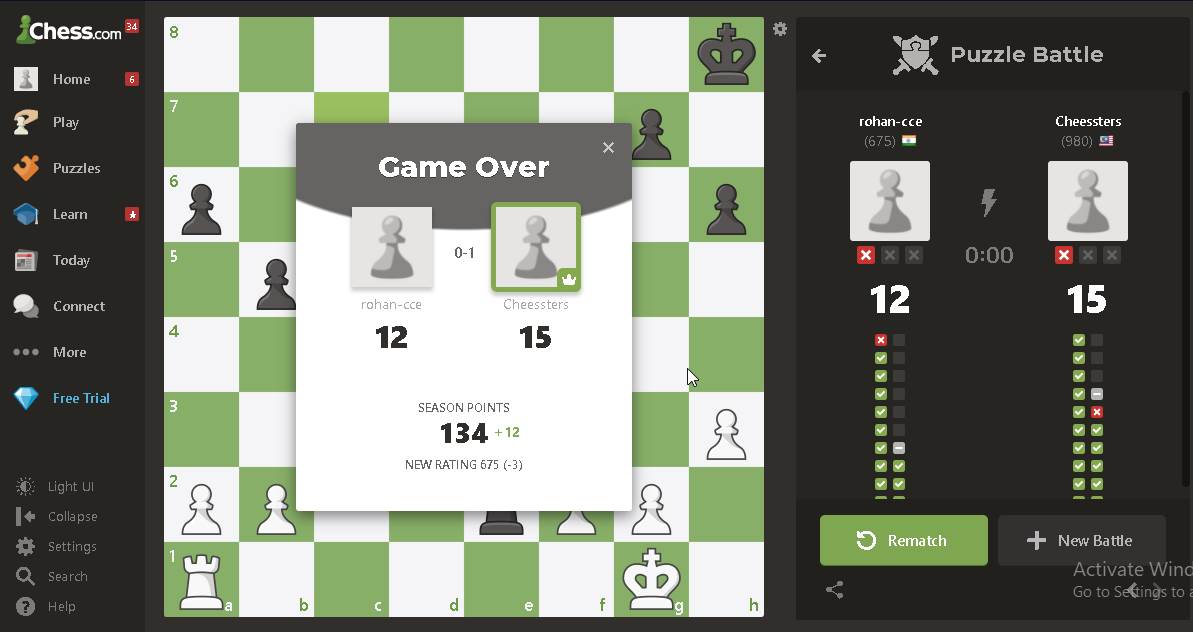 Chess.com 34
Home 6
Play
Puzzles
Learn
Today
Connect
More
Free Trial
Light UI
Collapse
Settings
Search
Help
8
7
6
5
4
3
2
1
a b c d e f g h
Game Over
×
0-1
rohan-cce Cheessters
12 15
SEASON POINTS
134 +12
NEW RATING 675 (-3)
Puzzle Battle
rohan-cce Cheessters
(675) (980)
0:00
12 15
Rematch New Battle
Activate Wind
Go to Settings to a